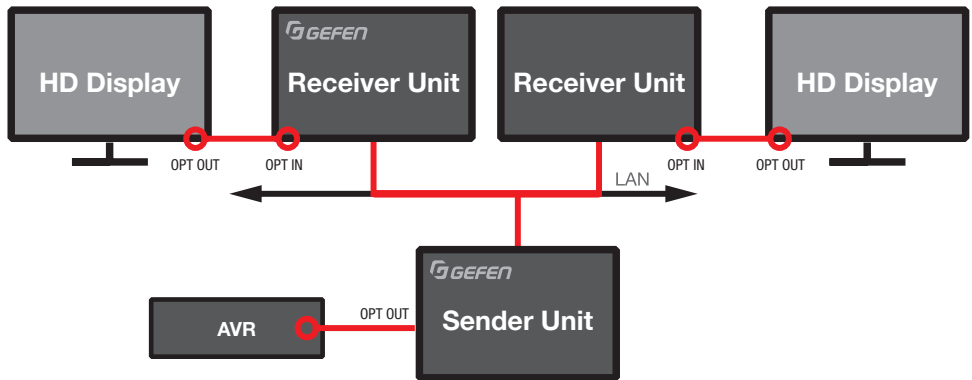 GEFEN
HD Display
Receiver Unit
Receiver Unit
HD Display
OPT OUT
OPT IN
OPT IN
OPT OUT
LAN
GEFEN
OPT OUT
Sender Unit
AVR